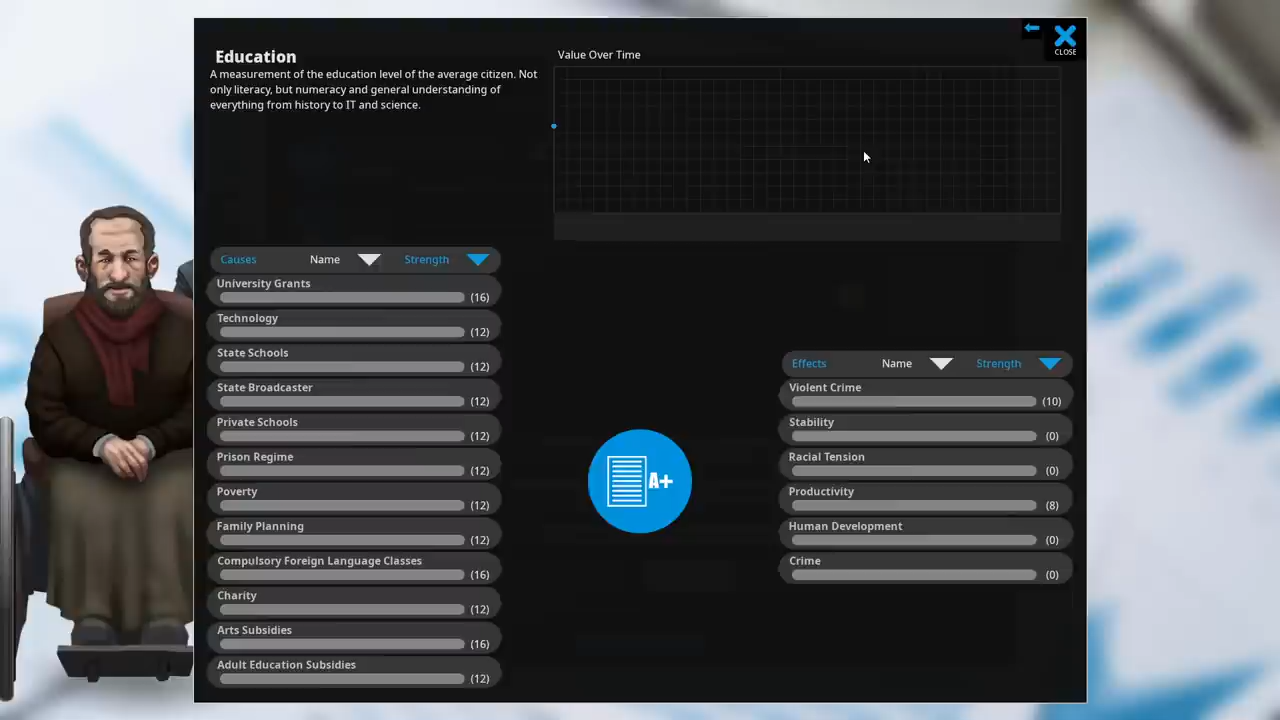 CLOSE
Education
A measurement of the education level of the average citizen. Not
only literacy, but numeracy and general understanding of
everything from history to IT and science.
Value Over Time
Causes Name Strength
University Grants
(16)
Technology
(12)
State Schools
(12)
State Broadcaster
(12)
Private Schools
(12)
Prison Regime
(12)
Poverty
(12)
Family Planning
(12)
Compulsory Foreign Language Classes
(16)
Charity
(12)
Arts Subsidies
(16)
Adult Education Subsidies
(12)
A+
Effects Name Strength
Violent Crime
(10)
Stability
(0)
Racial Tension
(0)
Productivity
(8)
Human Development
(0)
Crime
(0)